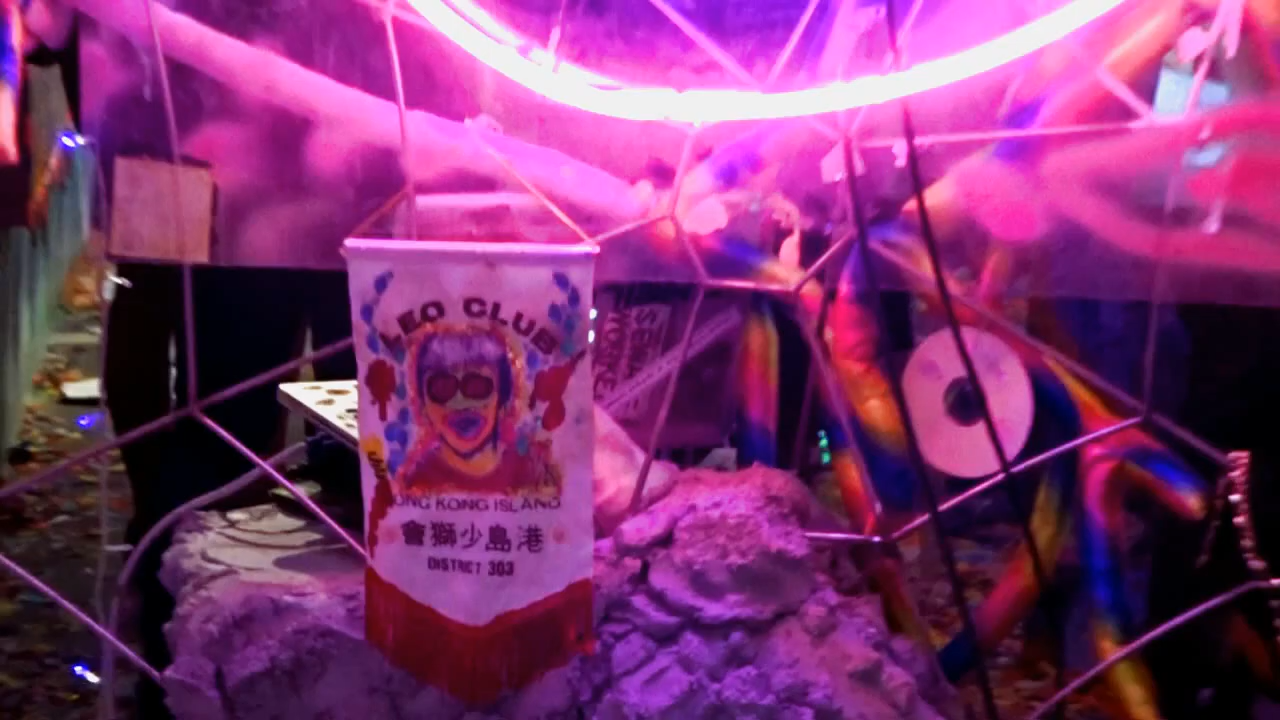 LEO CLUB
HONG KONG ISLAND
會獅少島港
DISTRICT 303